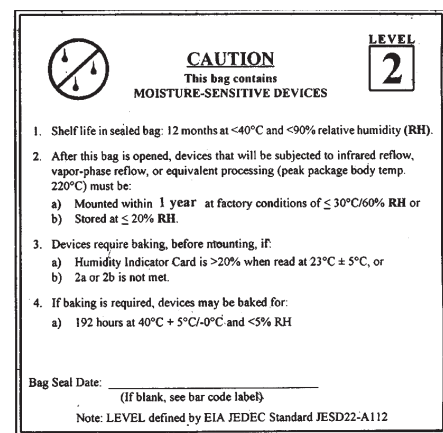 LEVEL
2
CAUTION
This bag contains
MOISTURE-SENSITIVE DEVICES
1. Shelf life in sealed bag: 12 months at <40°C and <90% relative humidity (RH).
2. After this bag is opened, devices that will be subjected to infrared reflow,
vapor-phase reflow, or equivalent processing (peak package body temp.
220°C) must be:
a) Mounted within 1 year at factory conditions of ≤ 30°C/60% RH or
b) Stored at ≤ 20% RH.
3. Devices require baking, before mounting, if:
a) Humidity Indicator Card is >20% when read at 23°C ± 5°C, or
b) 2a or 2b is not met.
4. If baking is required, devices may be baked for:
a) 192 hours at 40°C + 5°C/-0°C and <5% RH
Bag Seal Date:
(If blank, see bar code label)
Note: LEVEL defined by EIA JEDEC Standard JESD22-A112